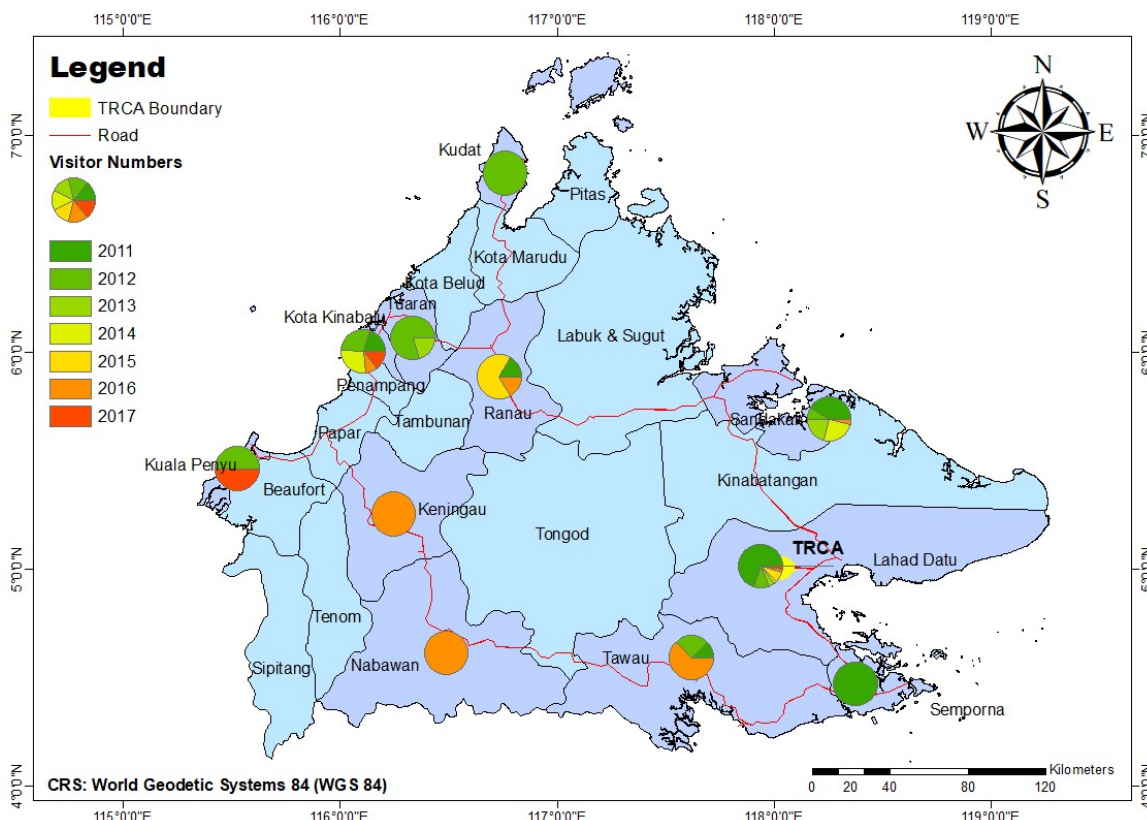 115°0'0"E
116°0'0"E
117°0'0"E
118°0'0"E
119°0'0"E
Legend
TRCA Boundary
Road
Visitor Numbers
2011
2012
2013
2014
2015
2016
2017
N
W
E
S
7°0'0"N
7°0'0"N
6°0'0"N
6°0'0"N
5°0'0"N
5°0'0"N
4°0'0"N
4°0'0"N
Kudat
Pitas
Kota Marudu
Kota Belud
Tuaran
Kota Kinabalu
Labuk & Sugut
Penampang
Ranau
Tambunan
Sandakan
Papar
Kuala Penyu
Beaufort
Kinabatangan
Keningau
Tongod
TRCA
Lahad Datu
Tenom
Sipitang
Nabawan
Tawau
Semporna
CRS: World Geodetic Systems 84 (WGS 84)
Kilometers
0 20 40 80 120
115°0'0"E
116°0'0"E
117°0'0"E
118°0'0"E
119°0'0"E